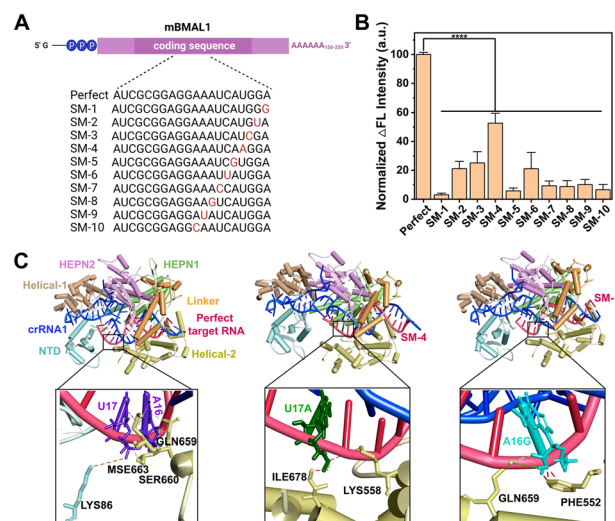 A
mBMAL1
5' G PPP coding sequence AAAAAA150-250 3'
Perfect AUCGCGGAGGAAAUCAUGGA
SM-1 AUCGCGGAGGAAAUCAUGGG
SM-2 AUCGCGGAGGAAAUCAUGUA
SM-3 AUCGCGGAGGAAAUCAUCGA
SM-4 AUCGCGGAGGAAAUCAAGGA
SM-5 AUCGCGGAGGAAAUCGUGGA
SM-6 AUCGCGGAGGAAAUUAUGGA
SM-7 AUCGCGGAGGAAACCAUGGA
SM-8 AUCGCGGAGGAAGUCAUGGA
SM-9 AUCGCGGAGGAUAUCAUGGA
SM-10 AUCGCGGAGGCAAUCAUGGA
B
Normalized △FL Intensity (a.u.)
100
80
60
40
20
0
****
Perfect
SM-1
SM-2
SM-3
SM-4
SM-5
SM-6
SM-7
SM-8
SM-9
SM-10
C
HEPN2
HEPN1
Helical-1
Linker
crRNA1
Perfect
target RNA
NTD
Helical-2
SM-4
SM-
U17
A16
GLN659
MSE663
SER660
LYS86
U17A
ILE678
LYS558
A16G
GLN659
PHE552